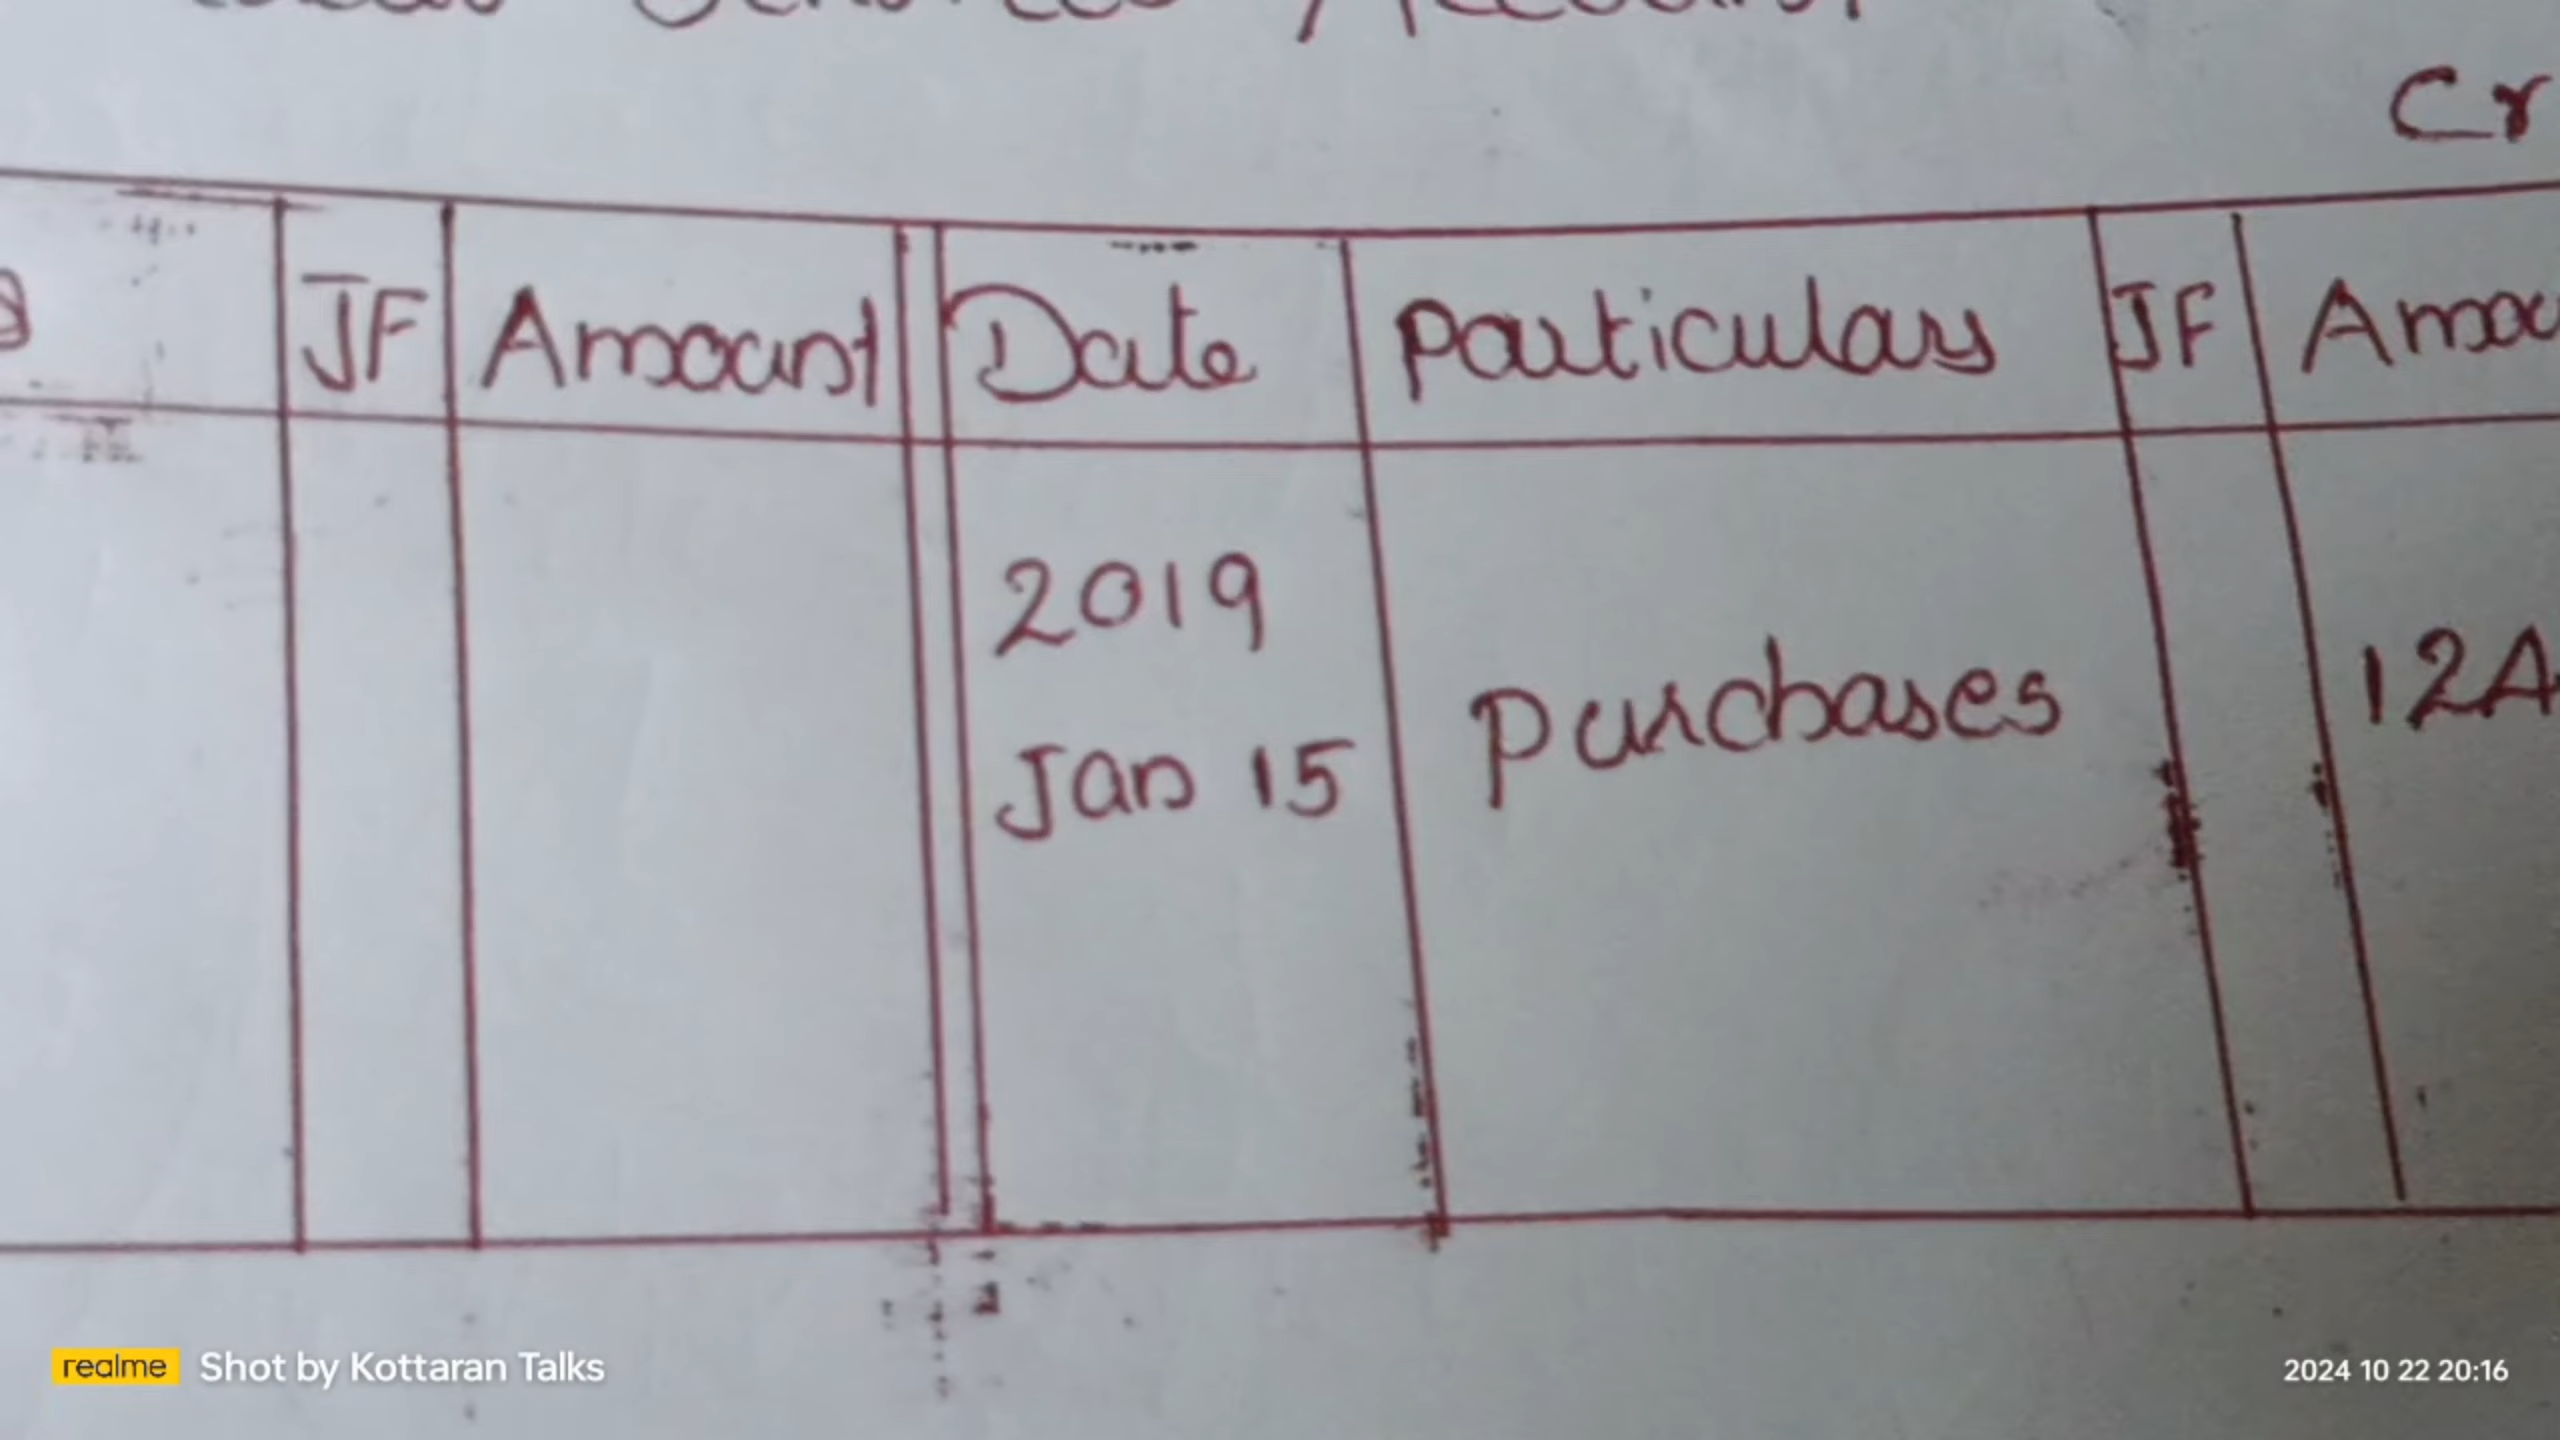 Account
Cr
JF Amount Date Particulars JF
2019
Jan 15 Purchases
realme Shot by Kottaran Talks
2024 10 22 20:16